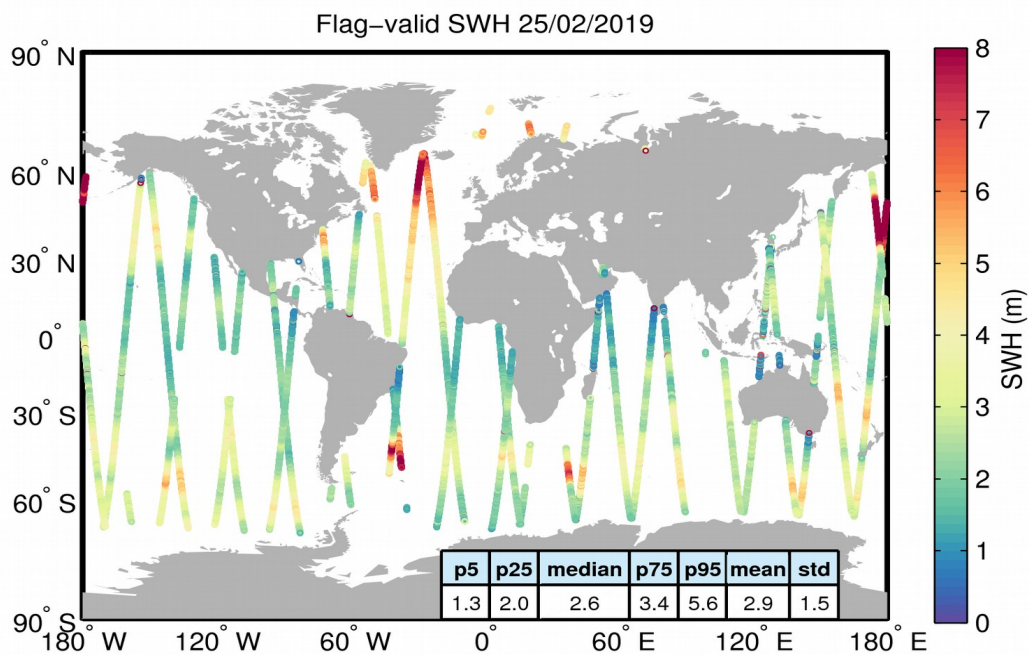 Flag−valid SWH 25/02/2019
90° N
60° N
30° N
0°
30° S
60° S
90° S
180° W
120° W
60° W
0°
60° E
120° E
180° E
p5 p25 median p75 p95 mean std
1.3 2.0 2.6 3.4 5.6 2.9 1.5
8
7
6
5
4
3
2
1
0
SWH (m)